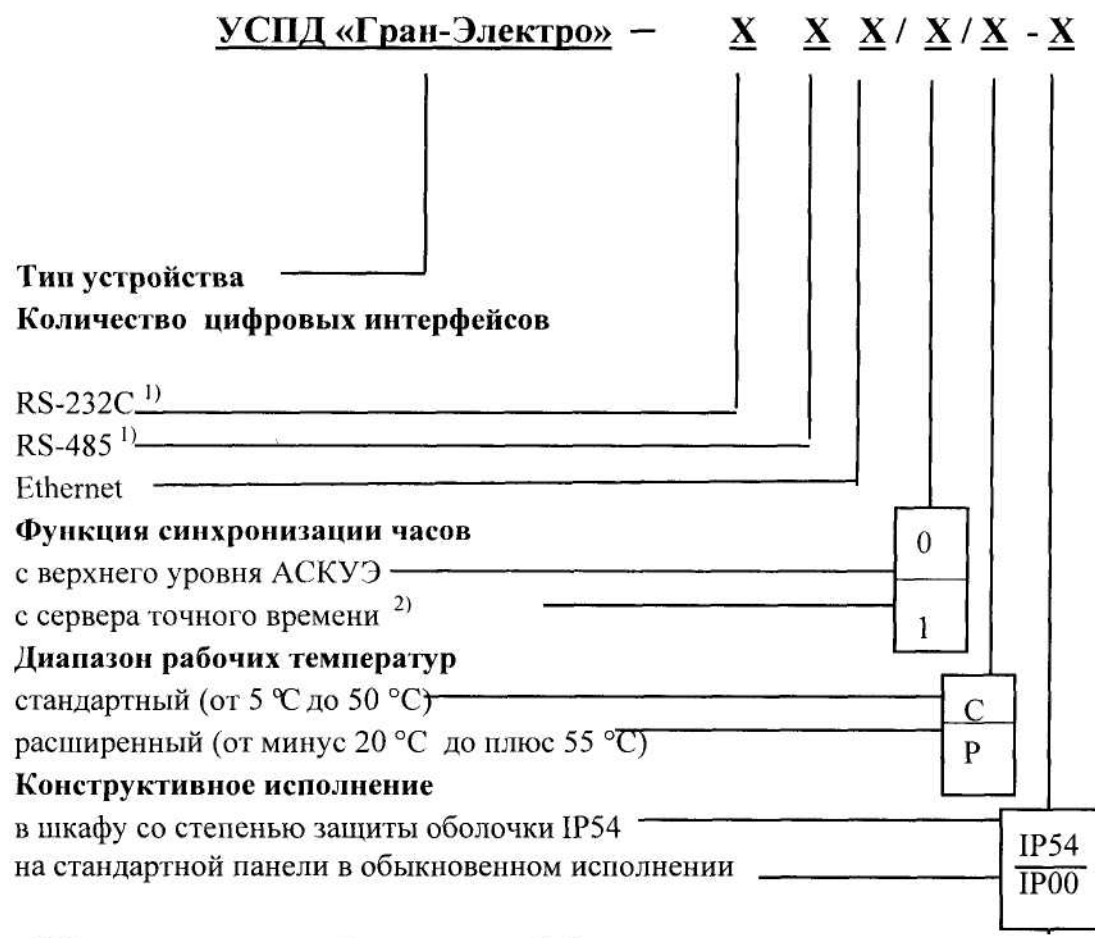 УСПД «Гран-Электро» – X X X / X / X - X
Тип устройства
Количество цифровых интерфейсов
RS-232C 1)
RS-485 1)
Ethernet
Функция синхронизации часов
0
с верхнего уровня АСКУЭ
с сервера точного времени 2)
1
Диапазон рабочих температур
стандартный (от 5 °C до 50 °C)
С
расширенный (от минус 20 °C до плюс 55 °C)
Р
Конструктивное исполнение
в шкафу со степенью защиты оболочки IP54
IP54
на стандартной панели в обыкновенном исполнении
IP00